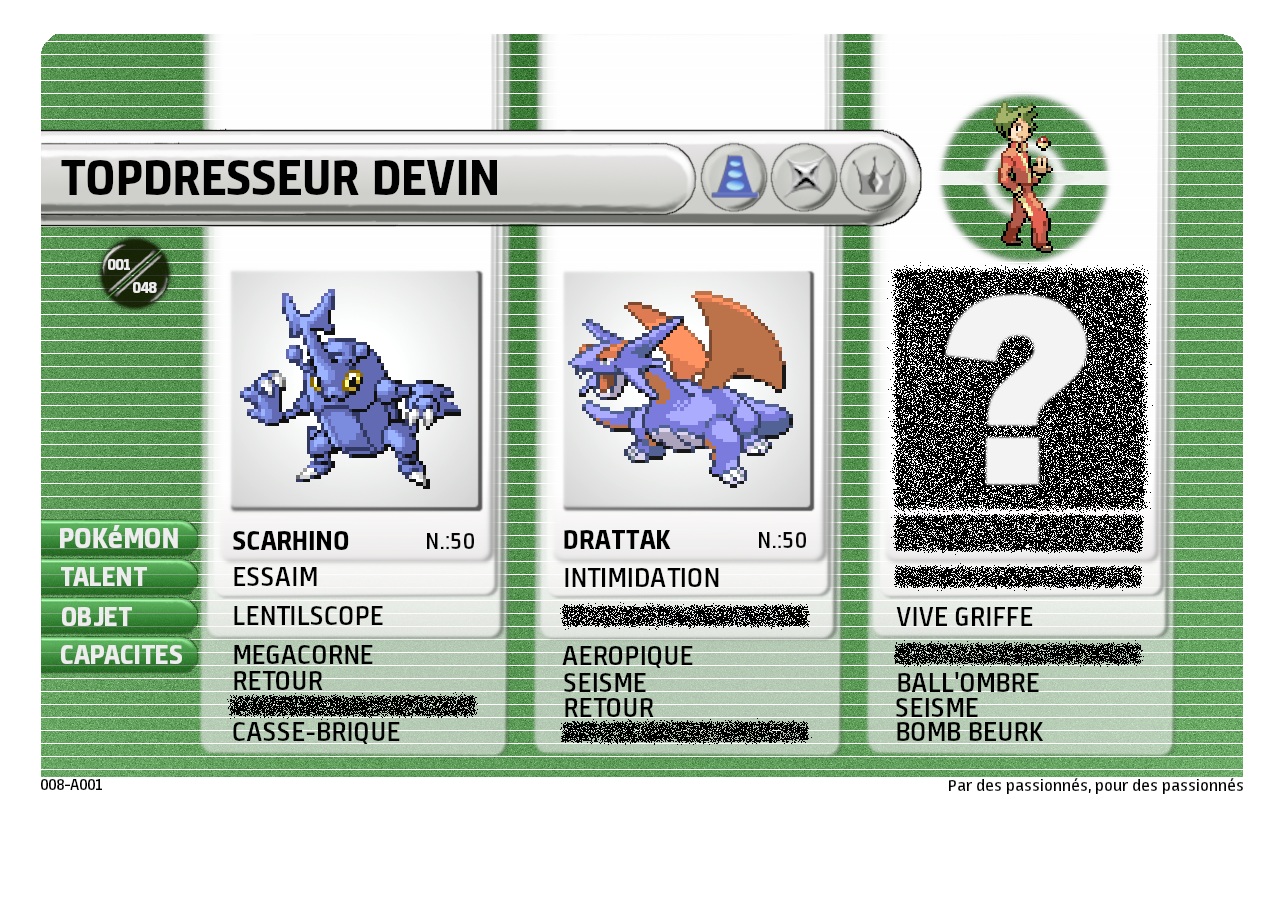 TOPDRESSEUR DEVIN
001
048
?
POKéMON
SCARHINO N.:50
DRATTAK N.:50
TALENT
ESSAIM
INTIMIDATION
OBJET
LENTILSCOPE
VIVE GRIFFE
CAPACITES
MEGACORNE
RETOUR
CASSE-BRIQUE
AEROPIQUE
SEISME
RETOUR
BALL'OMBRE
SEISME
BOMB BEURK
008-A001
Par des passionnés, pour des passionnés